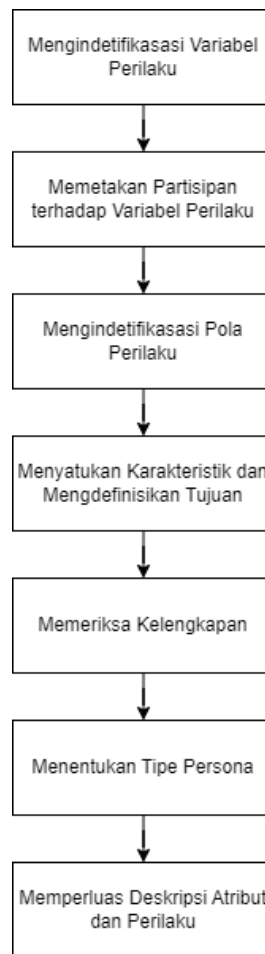 Mengindetifikasasi Variabel
Perilaku
Memetakan Partisipan
terhadap Variabel Perilaku
Mengindetifikasasi Pola
Perilaku
Menyatukan Karakteristik dan
Mengdefinisikan Tujuan
Memeriksa Kelengkapan
Menentukan Tipe Persona
Memperluas Deskripsi Atribut
dan Perilaku